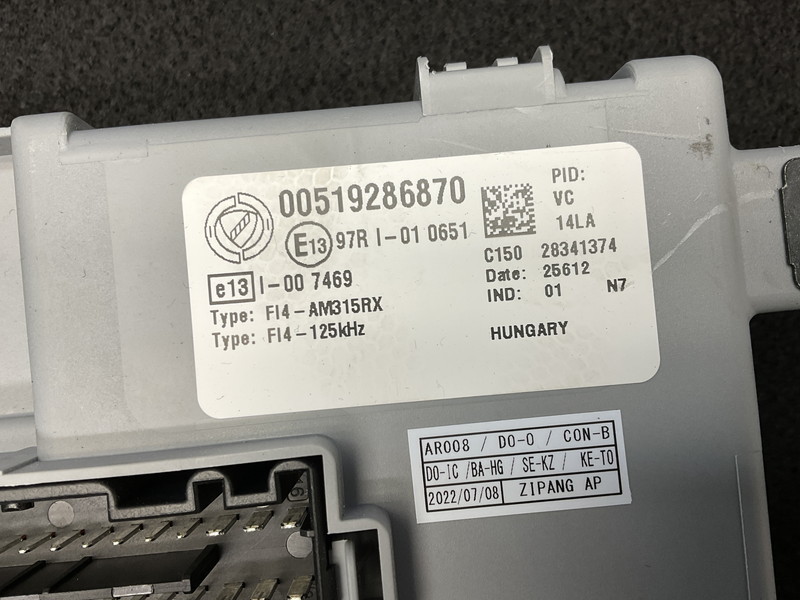 00519286870
E13 97R I-01 0651
e13 I-00 7469
Type: FI4-AM315RX
Type: FI4-125kHz
PID:
VC
14LA
C150 28341374
Date: 25612
IND: 01 N7
HUNGARY
AR008 / DO-O / CON-B
DO-IC /BA-HG / SE-KZ / KE-TO
2022/07/08 ZIPANG AP